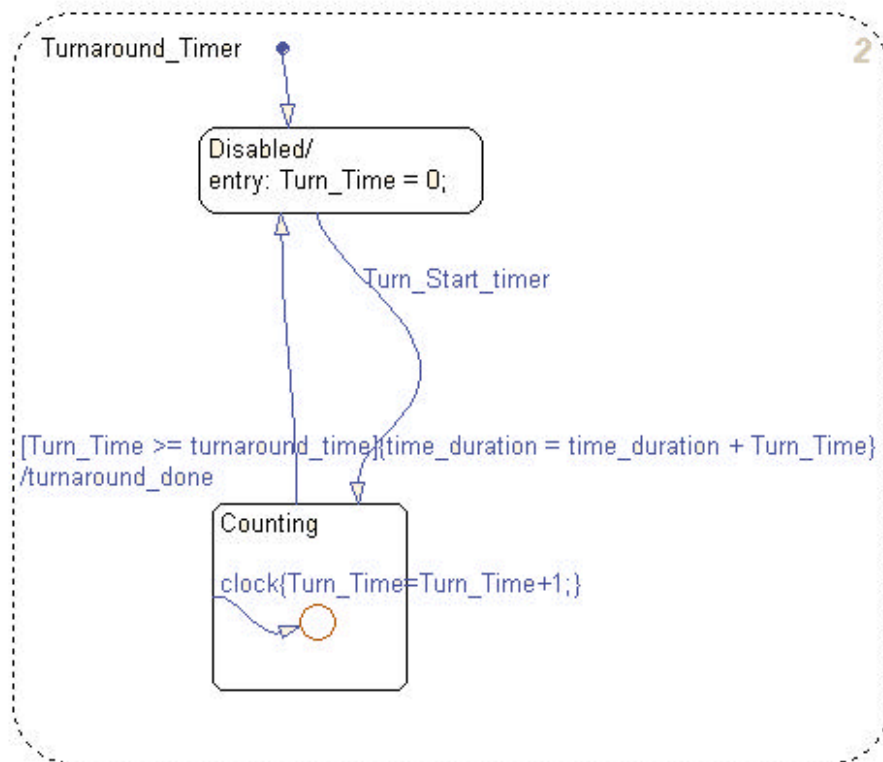 Turnaround_Timer
2
Disabled/
entry: Turn_Time = 0;
Turn_Start_timer
[Turn_Time >= turnaround_time]{time_duration = time_duration + Turn_Time}
/turnaround_done
Counting
clock{Turn_Time=Turn_Time+1;}